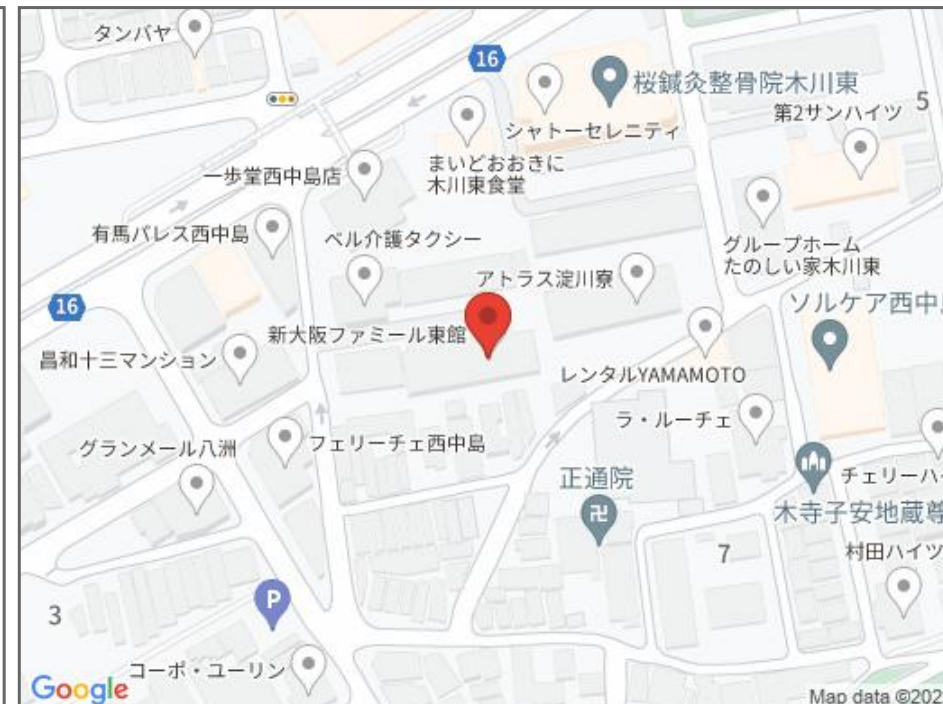 タンバヤ
16
桜鍼灸整骨院木川東
シャトーセレニティ
第2サンハイツ
5
まいどおおきに
木川東食堂
一歩堂西中島店
有馬パレス西中島
ベル介護タクシー
グループホーム
たのしい家木川東
アトラス淀川寮
16
ソルケア西中
新大阪ファミール東館
昌和十三マンション
レンタルYAMAMOTO
ラ・ルーチェ
グランメール八洲
フェリーチェ西中島
正通院
チェリーハ
木寺子安地蔵尊
卍
7
村田ハイツ
P
3
コーポ・ユーリン
Google
Map data ©202